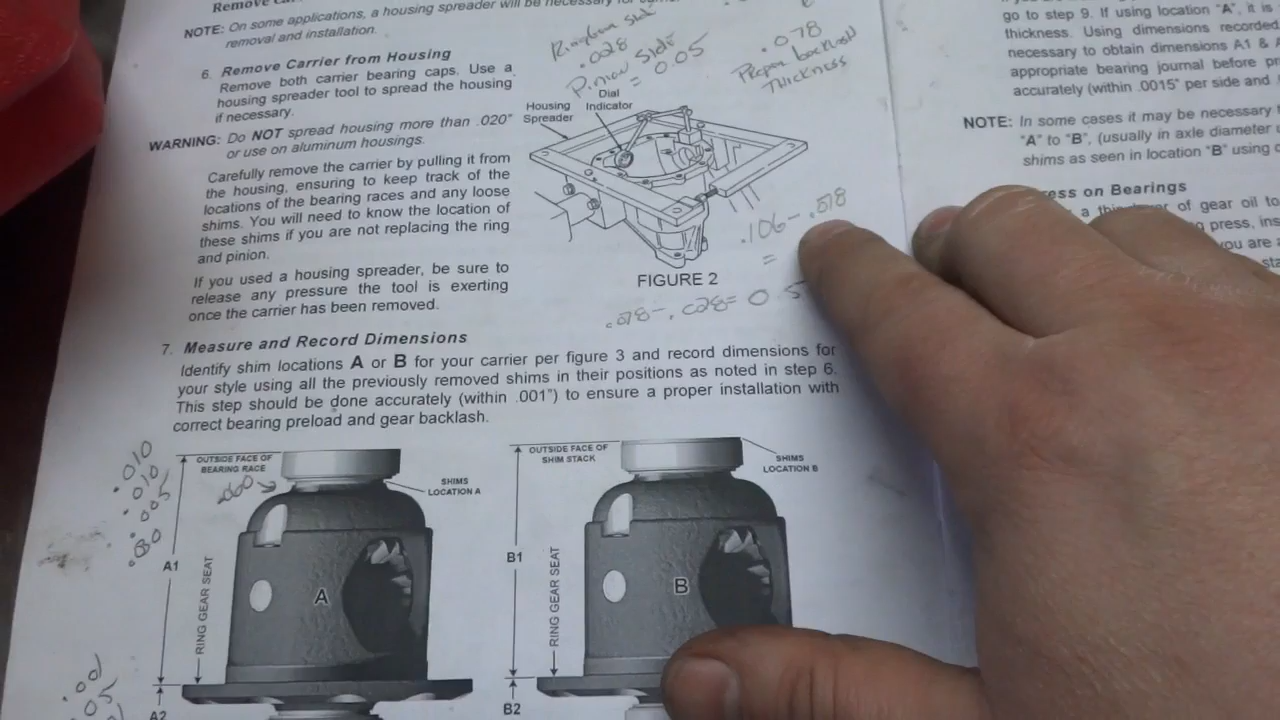 Remove
NOTE: On some applications, a housing spreader will be necessary for
removal and installation.
6. Remove Carrier from Housing
Remove both carrier bearing caps. Use a
housing spreader tool to spread the housing
if necessary.
WARNING: Do NOT spread housing more than .020"
or use on aluminum housings.
Carefully remove the carrier by pulling it from
the housing, ensuring to keep track of the
locations of the bearing races and any loose
shims. You will need to know the location of
these shims if you are not replacing the ring
and pinion.
If you used a housing spreader, be sure to
release any pressure the tool is exerting
once the carrier has been removed.
.028
Pinion Side
= 0.05
.078
Proper backlash
Thickness
Housing
Spreader
Dial
Indicator
.106-.078
=
FIGURE 2
.078-.028= 0
7. Measure and Record Dimensions
Identify shim locations A or B for your carrier per figure 3 and record dimensions for
your style using all the previously removed shims in their positions as noted in step 6.
This step should be done accurately (within .001") to ensure a proper installation with
correct bearing preload and gear backlash.
.010
.010
.005
OUTSIDE FACE OF
BEARING RACE
.060
SHIMS
LOCATION A
A1
RING GEAR SEAT
A
A2
OUTSIDE FACE OF
SHIM STACK
SHIMS
LOCATION B
B1
RING GEAR SEAT
B
B2
go to step 9. If using location "A", it is
thickness. Using dimensions recorded
necessary to obtain dimensions A1 &
appropriate bearing journal before
accurately (within .0015" per side and
NOTE: In some cases it may be necessary
"A" to "B", (usually in axle diameter
shims as seen in location "B" using
on Bearings
of gear oil to
press,
you are